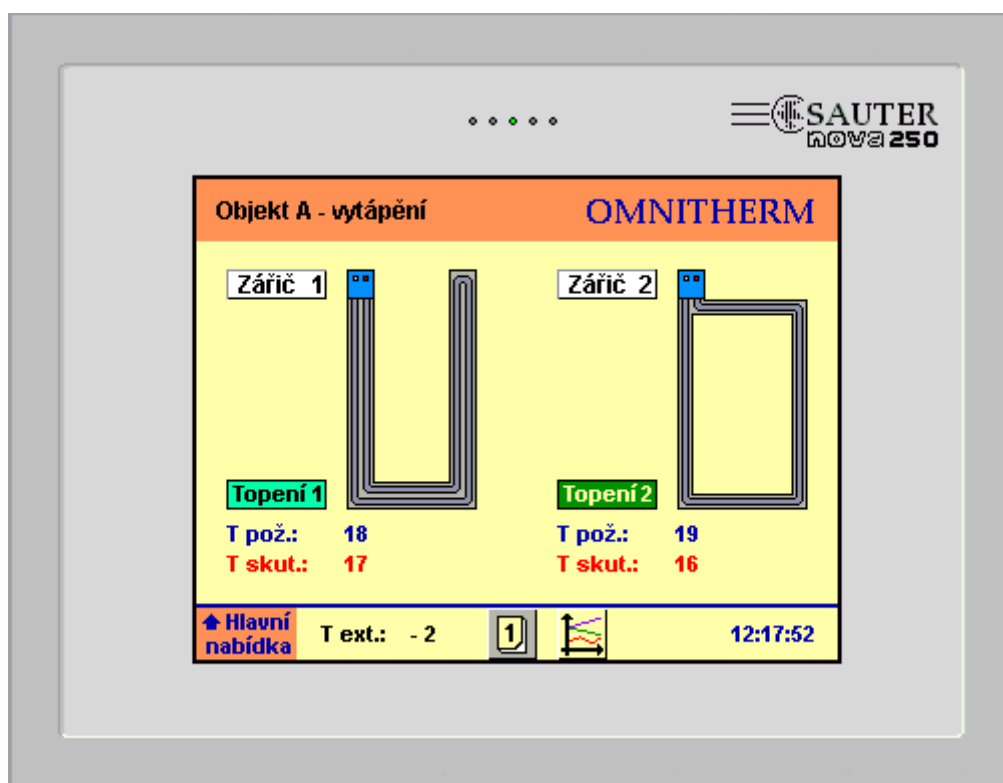 SAUTER
nova 250
Objekt A - vytápění
OMNITHERM
Zářič 1
Zářič 2
Topení 1
Topení 2
T pož.: 18
T pož.: 19
T skut.: 17
T skut.: 16
Hlavní
nabídka
T ext.: - 2
1
12:17:52